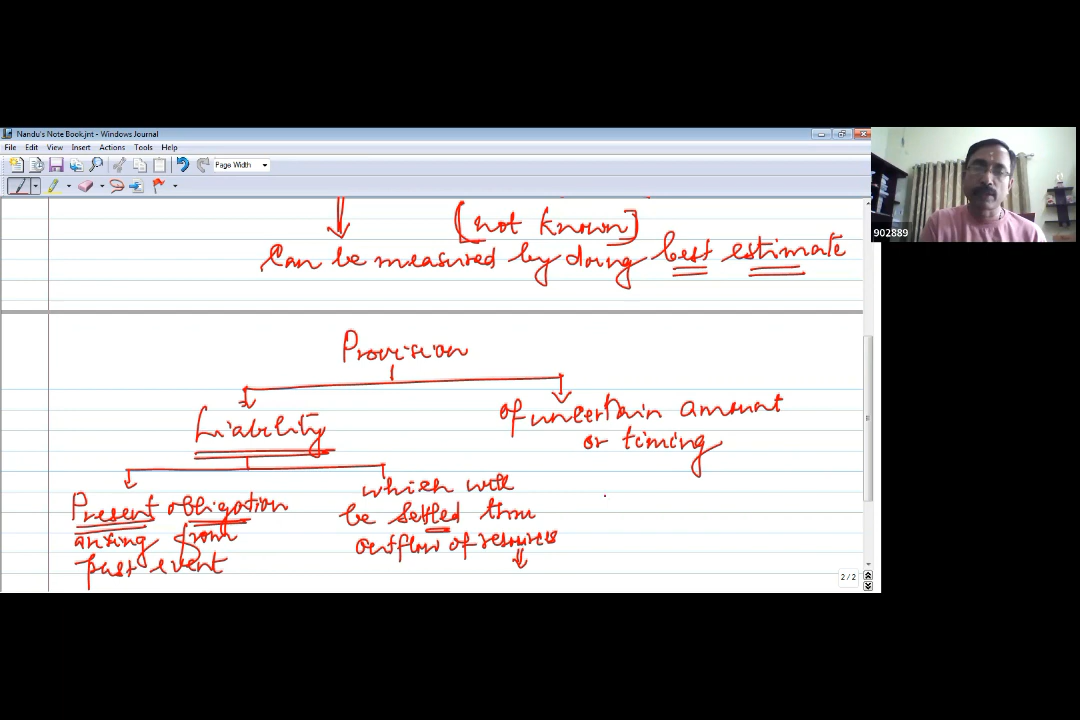 Nandu's Note Book.jnt - Windows Journal
File Edit View Insert Actions Tools Help
Page Width
902889
[not known]
Can be measured by doing best estimate
Provision
Liability
of uncertain amount
or timing
Present obligation
arising from
past event
which will
be settled thru
outflow of resources
2/2